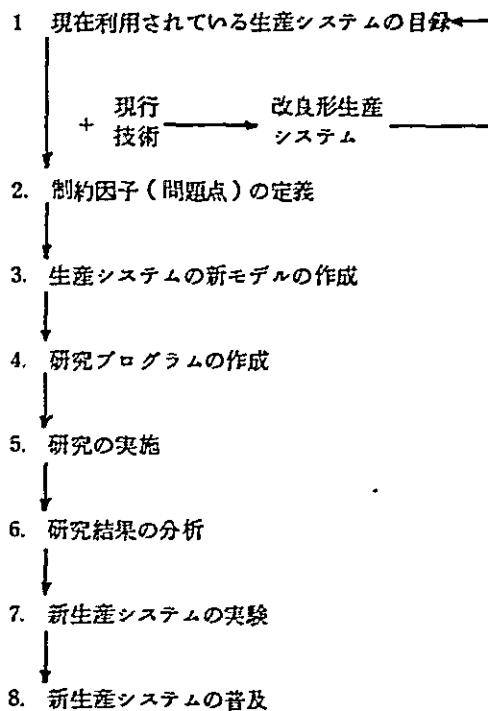 1 現在利用されている生産システムの目録
+ 現行技術 改良形生産システム
2. 制約因子(問題点)の定義
3. 生産システムの新モデルの作成
4. 研究プログラムの作成
5. 研究の実施
6. 研究結果の分析
7. 新生産システムの実験
8. 新生産システムの普及